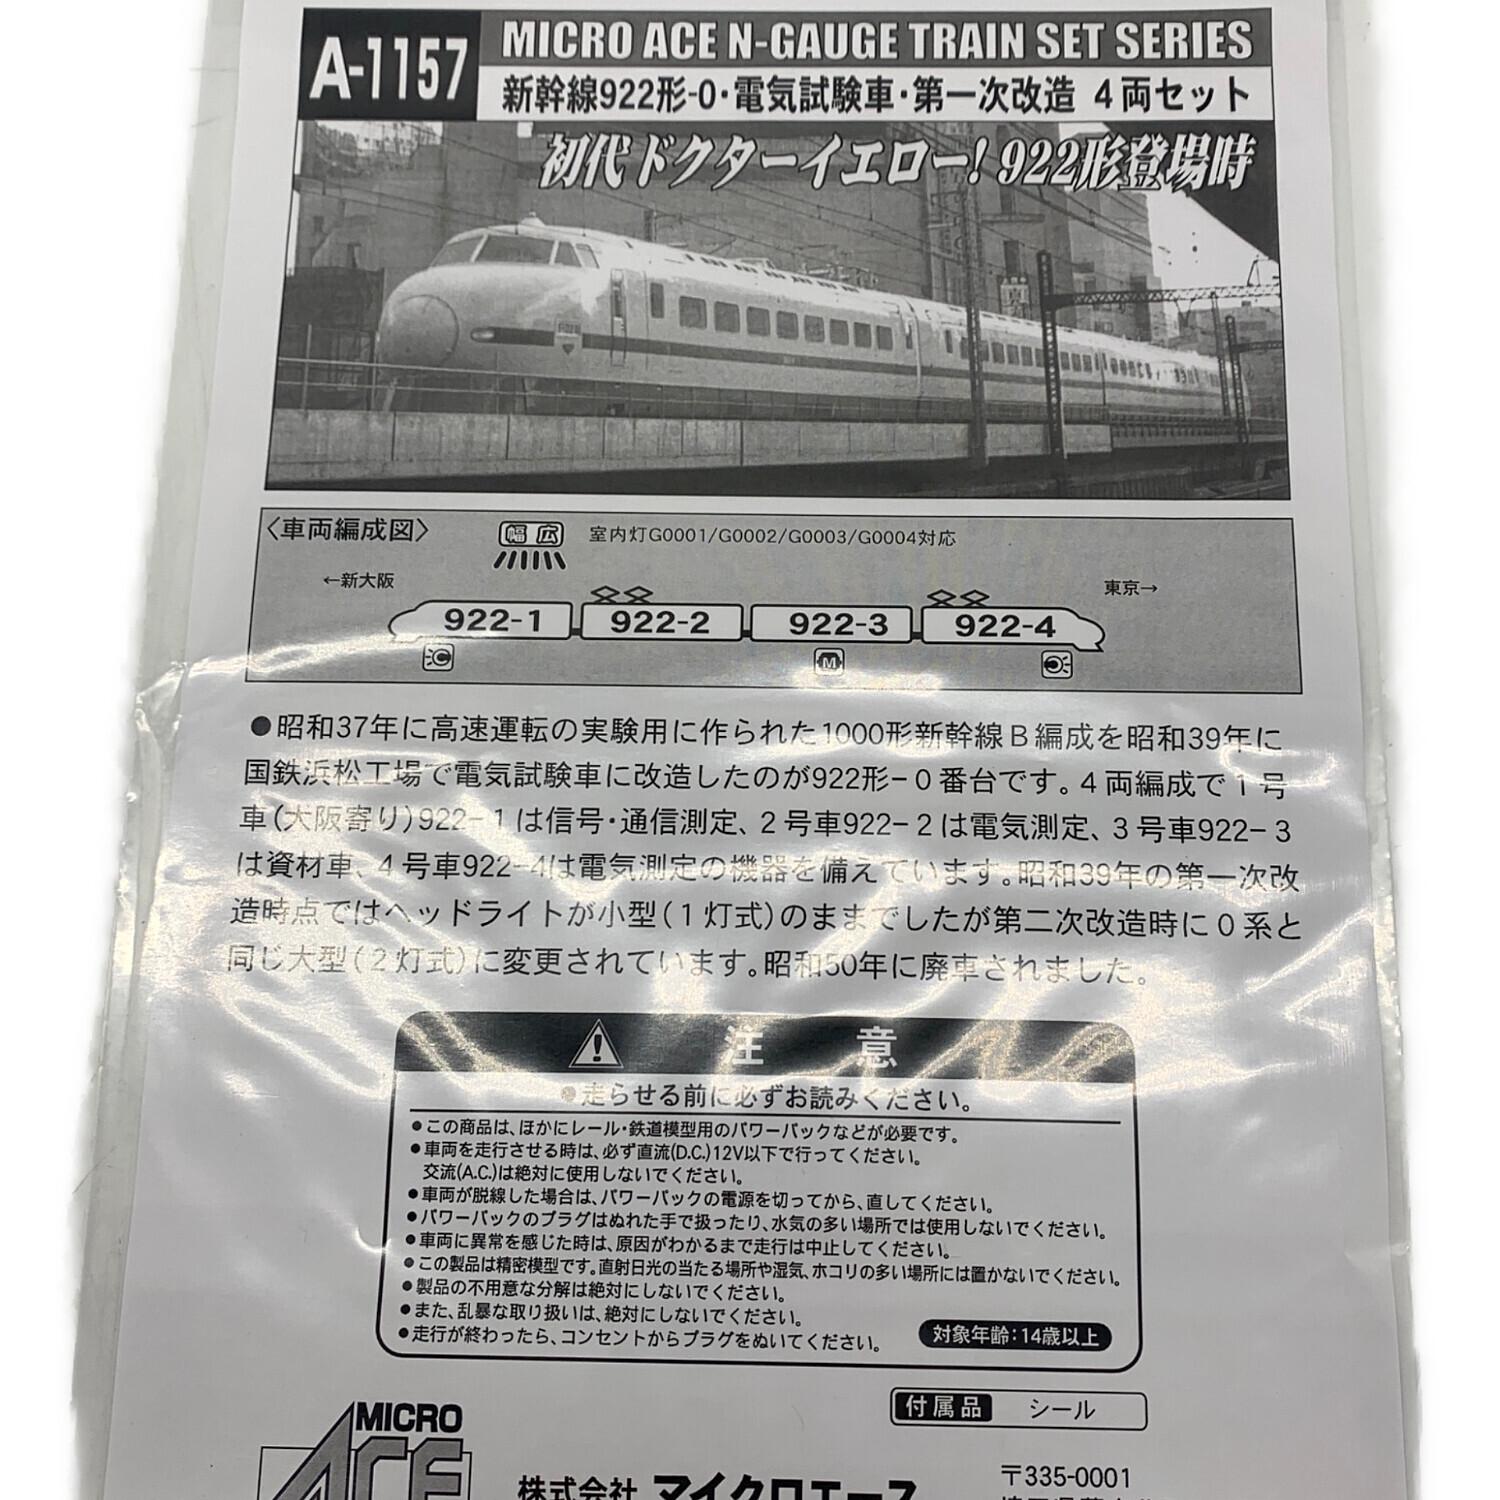 A-1157
MICRO ACE N-GAUGE TRAIN SET SERIES
新幹線922形-0・電気試験車・第一次改造 4両セット
初代ドクターイエロー! 922形登場時
〈車両編成図〉
幅広
室内灯G0001/G0002/G0003/G0004対応
←新大阪
東京→
922-1
922-2
922-3
922-4
M
●昭和37年に高速運転の実験用に作られた1000形新幹線B編成を昭和39年に
国鉄浜松工場で電気試験車に改造したのが922形-0番台です。4両編成で1号
車(大阪寄り)922-1は信号・通信測定、2号車922-2は電気測定、3号車922-3
は資材車、4号車922-4は電気測定の機器を備えています。昭和39年の第一次改
造時点ではヘッドライトが小型(1灯式)のままでしたが第二次改造時に0系と
同じ大型(2灯式)に変更されています。昭和50年に廃車されました。
注意
●走らせる前に必ずお読みください。
●この商品は、ほかにレール・鉄道模型用のパワーパックなどが必要です。
●車両を走行させる時は、必ず直流(D.C.)12V以下で行ってください。
交流(A.C.)は絶対に使用しないでください。
●車両が脱線した場合は、パワーパックの電源を切ってから、直してください。
●パワーパックのプラグはぬれた手で扱ったり、水気の多い場所では使用しないでください。
●車両に異常を感じた時は、原因がわかるまで走行は中止してください。
●この製品は精密模型です。直射日光の当たる場所や湿気、ホコリの多い場所には置かないでください。
●製品の不用意な分解は絶対にしないでください。
●また、乱暴な取り扱いは、絶対にしないでください。
●走行が終わったら、コンセントからプラグをぬいてください。
対象年齢:14歳以上
付属品 シール
MICRO
ACE
株式会社 マイクロエース
〒335-0001